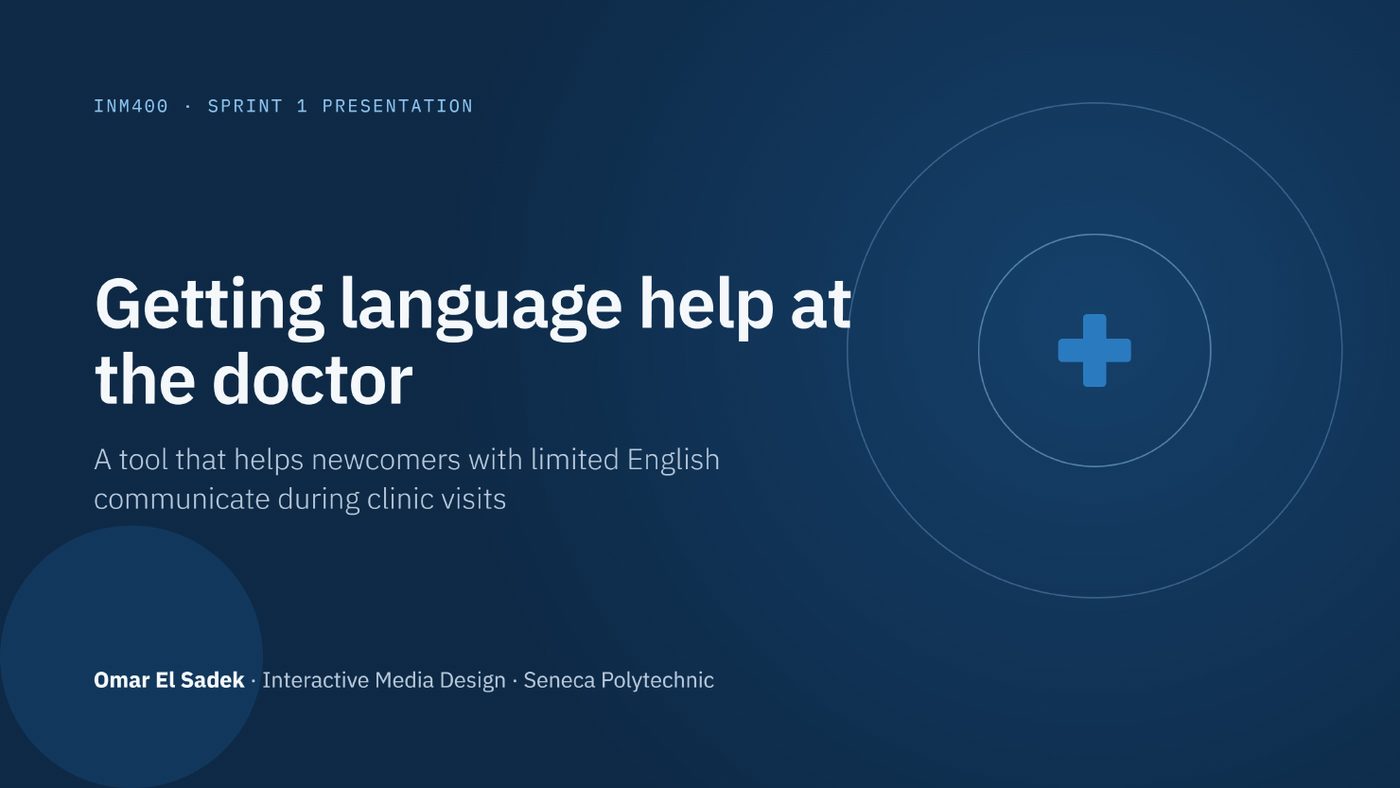 INM400 · SPRINT 1 PRESENTATION
Getting language help at
the doctor
A tool that helps newcomers with limited English
communicate during clinic visits
Omar El Sadek · Interactive Media Design · Seneca Polytechnic